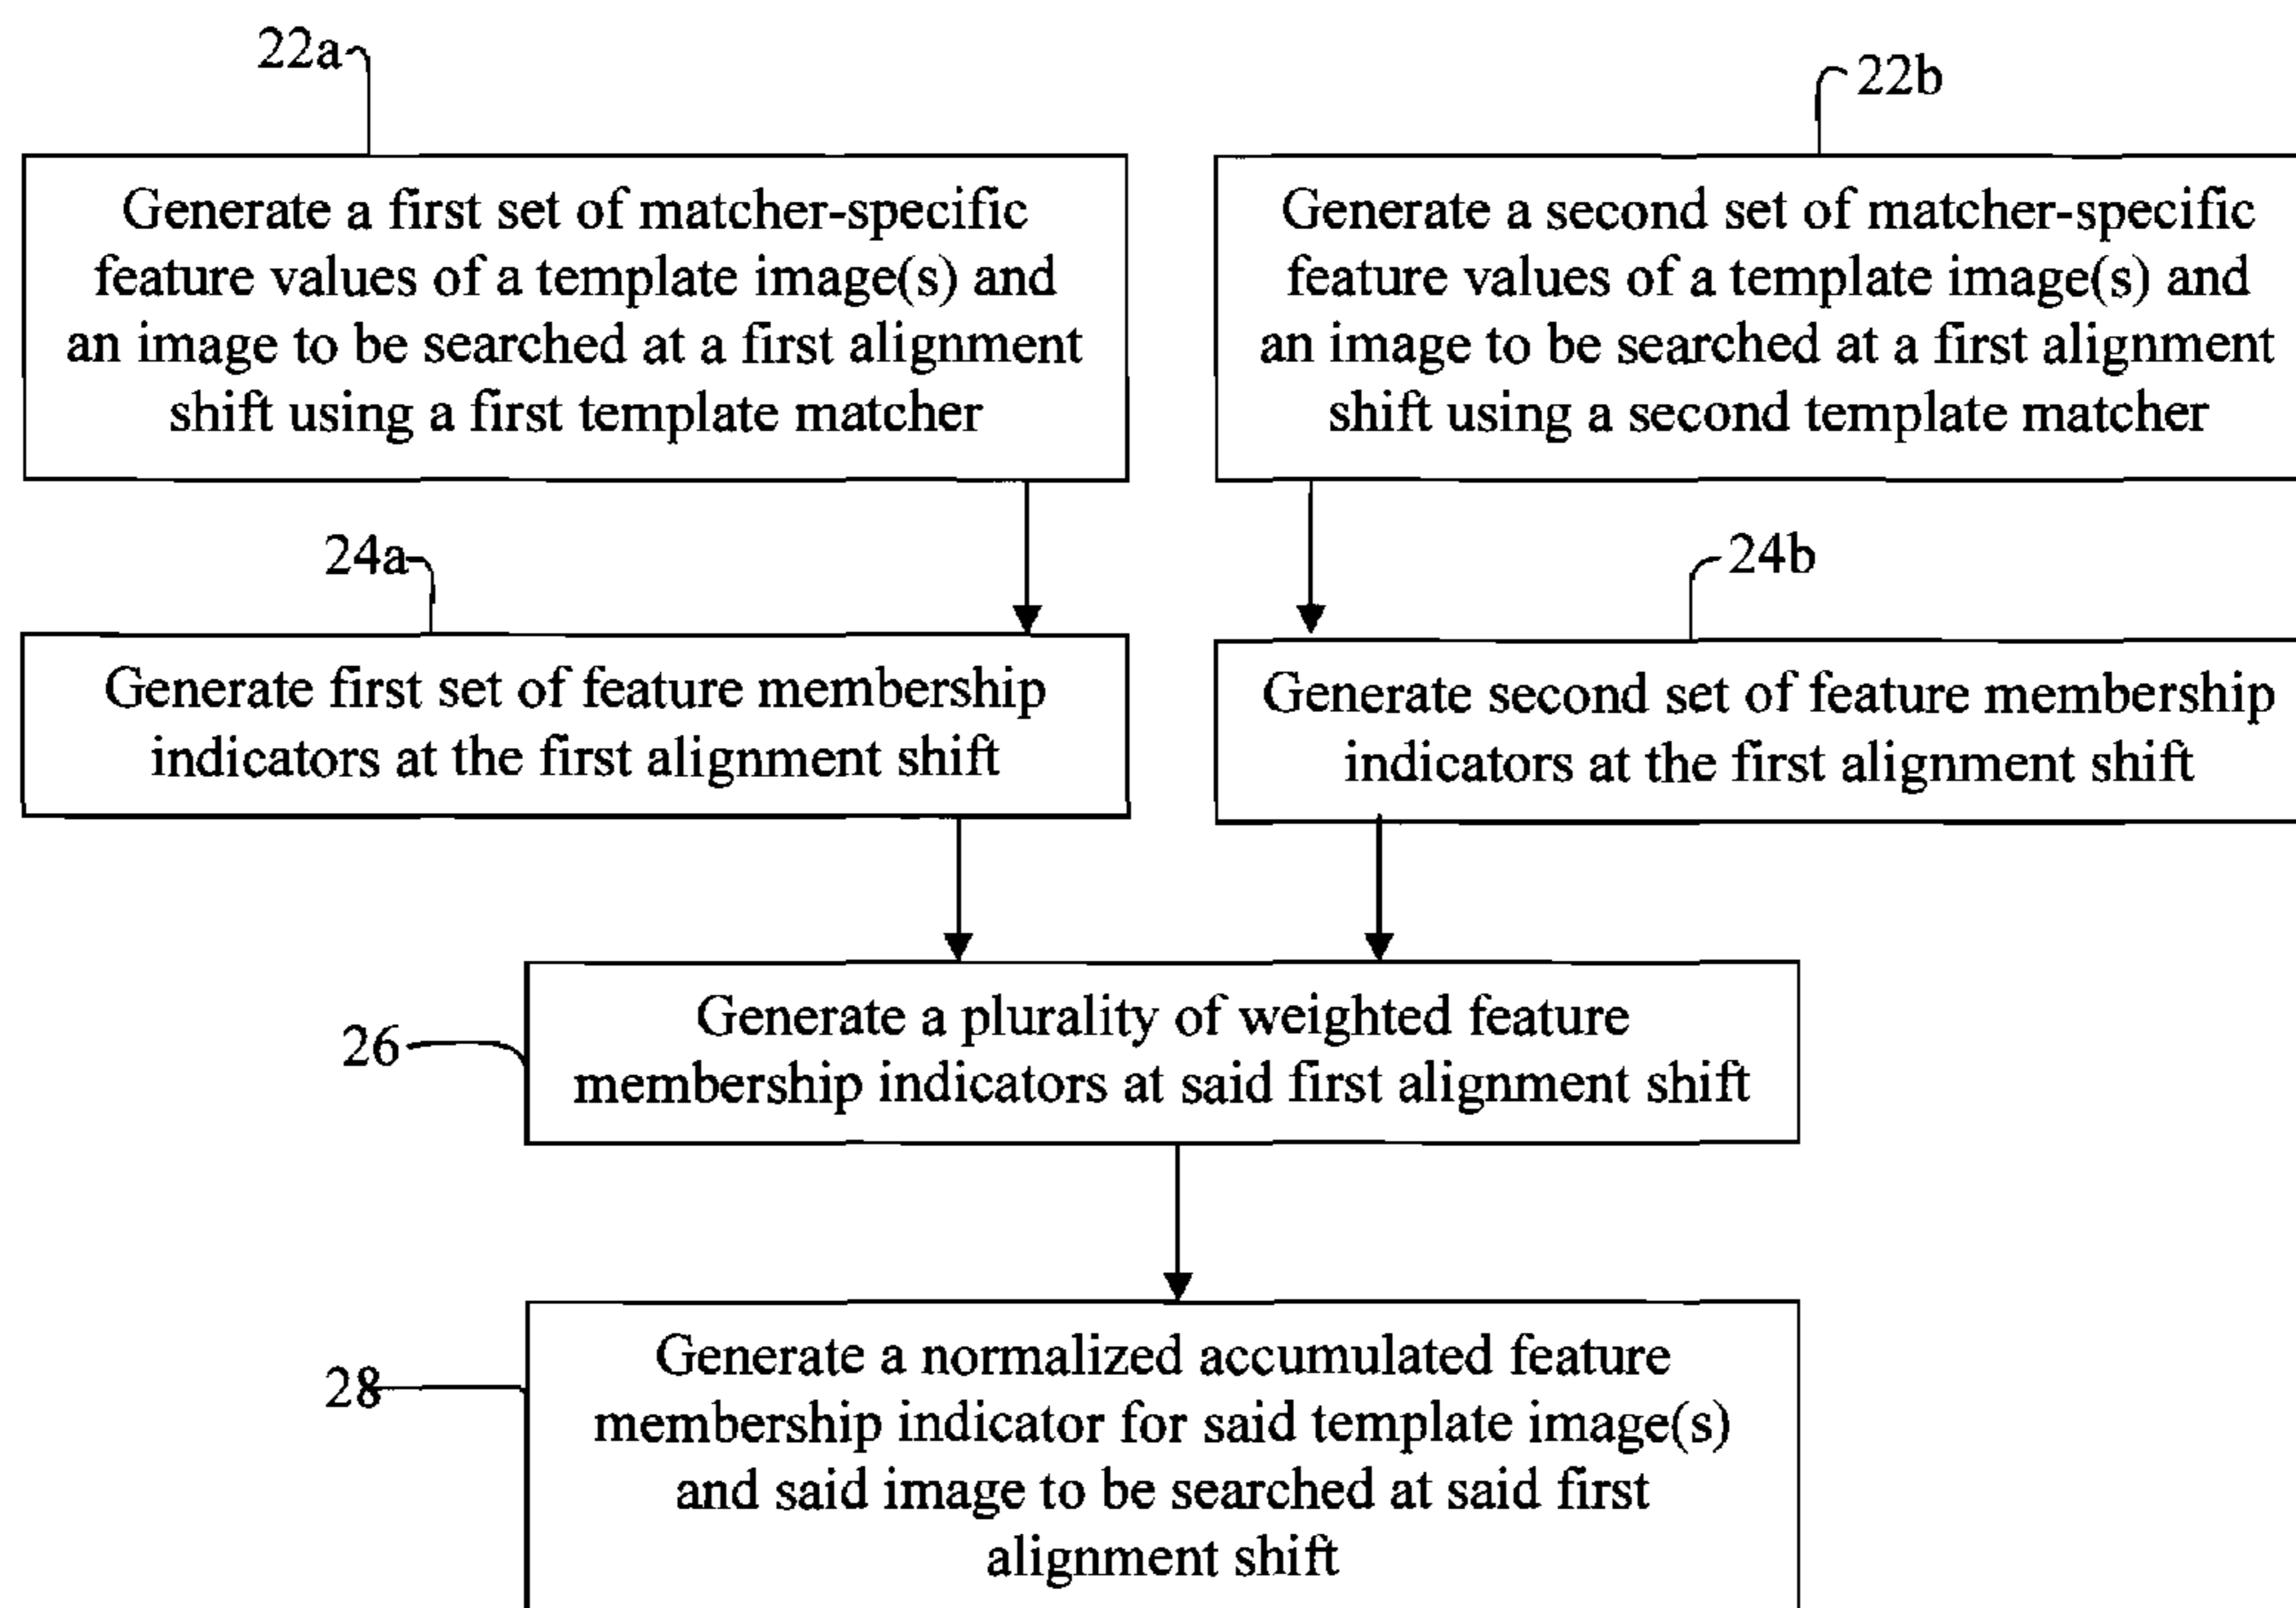 22a
22b
Generate a first set of matcher-specific
feature values of a template image(s) and
an image to be searched at a first alignment
shift using a first template matcher
Generate a second set of matcher-specific
feature values of a template image(s) and
an image to be searched at a first alignment
shift using a second template matcher
24a
24b
Generate first set of feature membership
indicators at the first alignment shift
Generate second set of feature membership
indicators at the first alignment shift
26
Generate a plurality of weighted feature
membership indicators at said first alignment shift
28
Generate a normalized accumulated feature
membership indicator for said template image(s)
and said image to be searched at said first
alignment shift